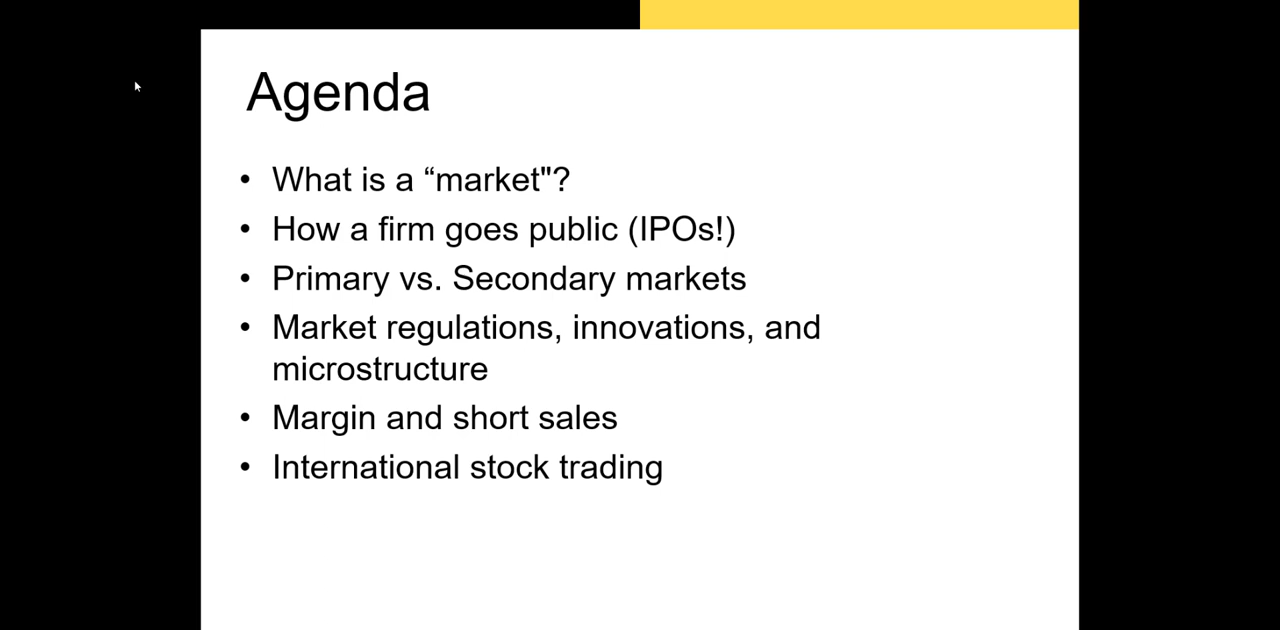 Agenda
• What is a “market"?
• How a firm goes public (IPOs!)
• Primary vs. Secondary markets
• Market regulations, innovations, and
microstructure
• Margin and short sales
• International stock trading